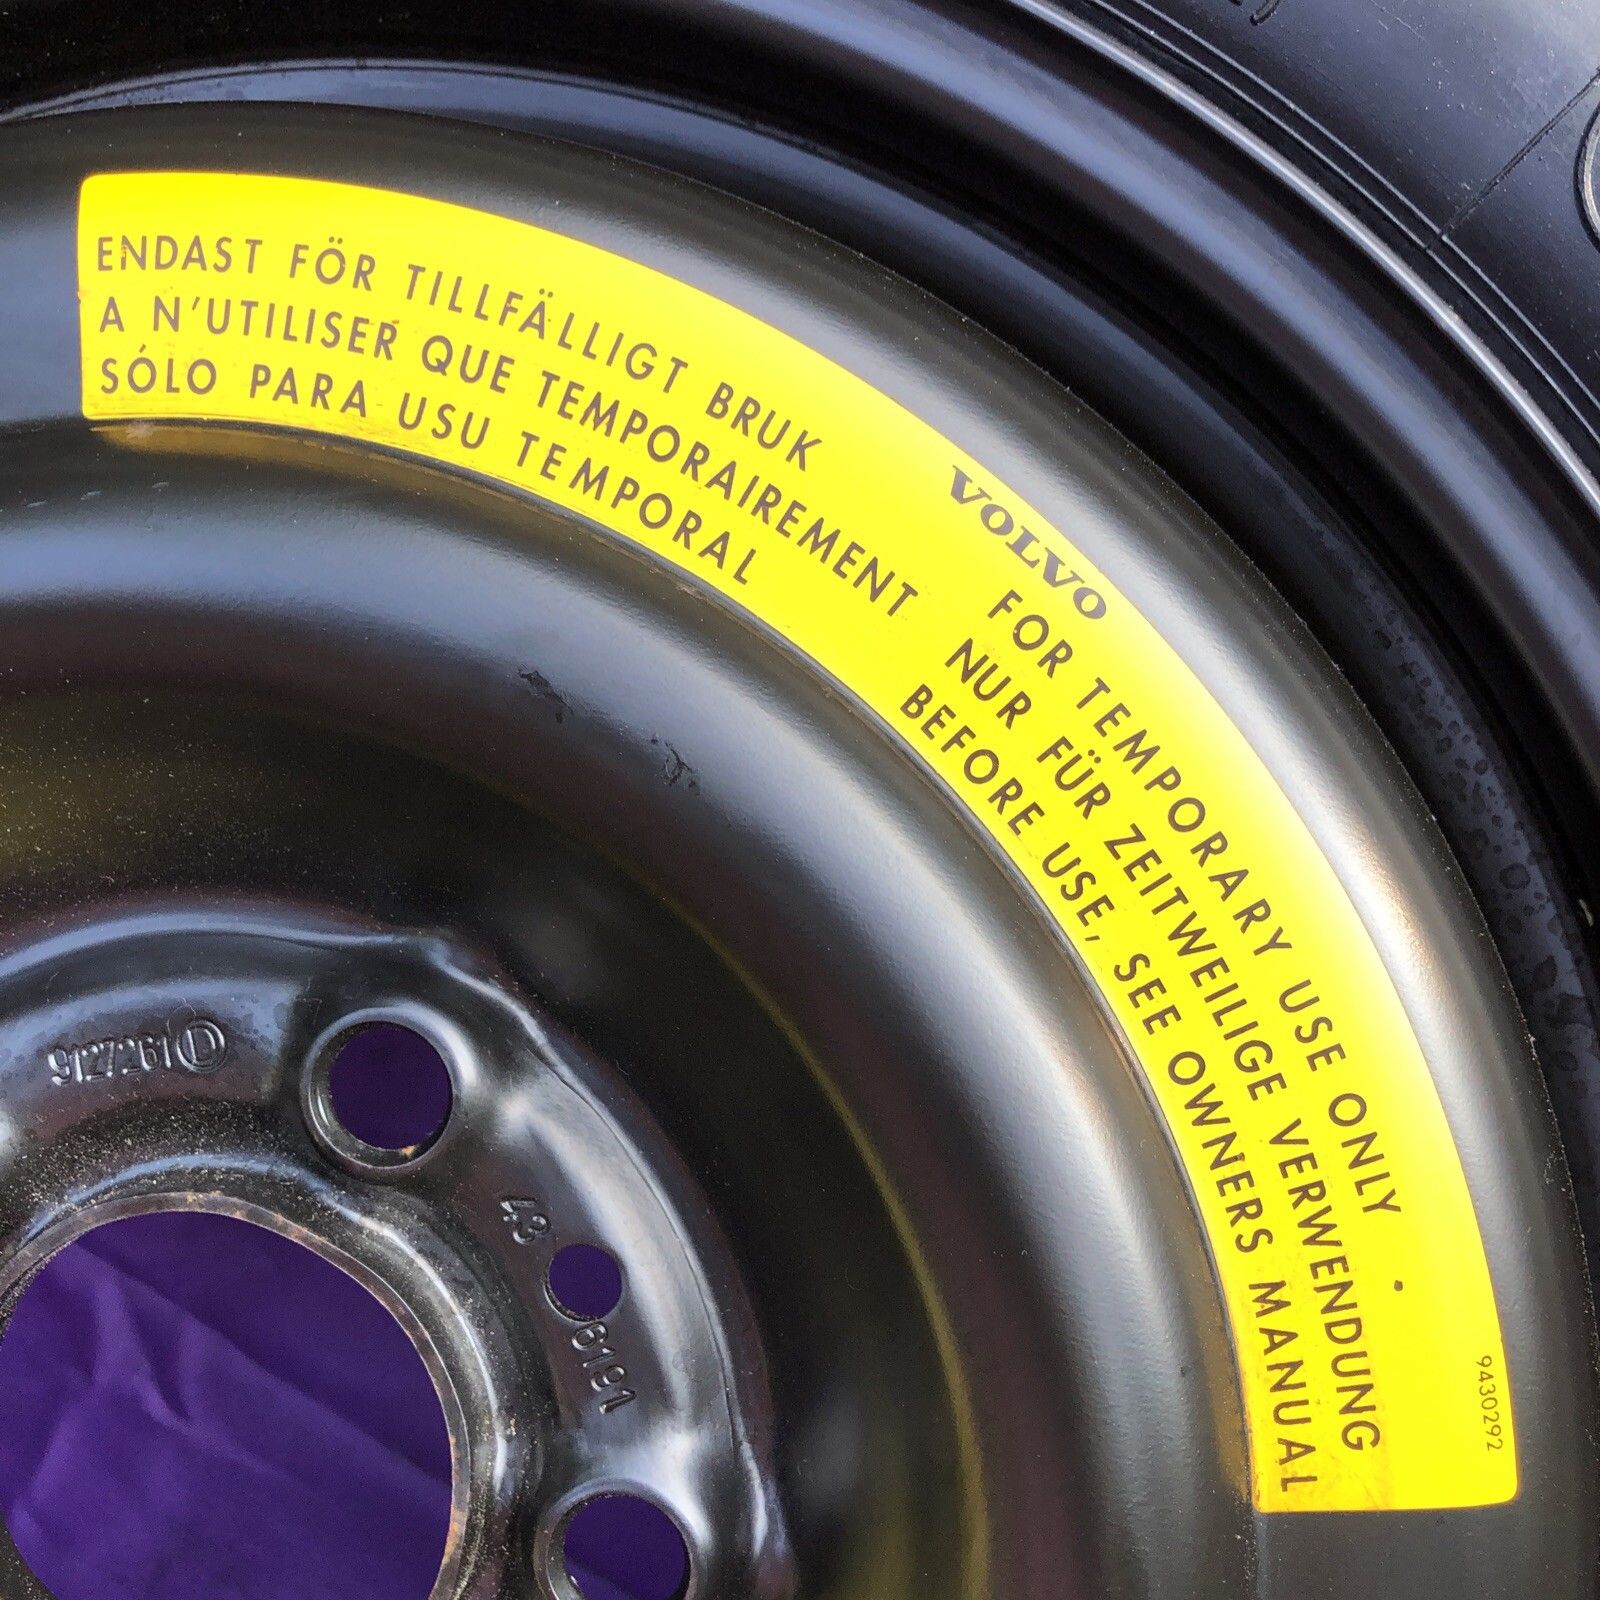 ENDAST FÖR TILLFÄLLIGT BRUK
A N'UTILISER QUE TEMPORAIREMENT
SÓLO PARA USU TEMPORAL
VOLVO
FOR TEMPORARY USE ONLY
NUR FÜR ZEITWEILIGE VERWENDUNG
BEFORE USE, SEE OWNERS MANUAL
9430292
9127261 D
43 6191